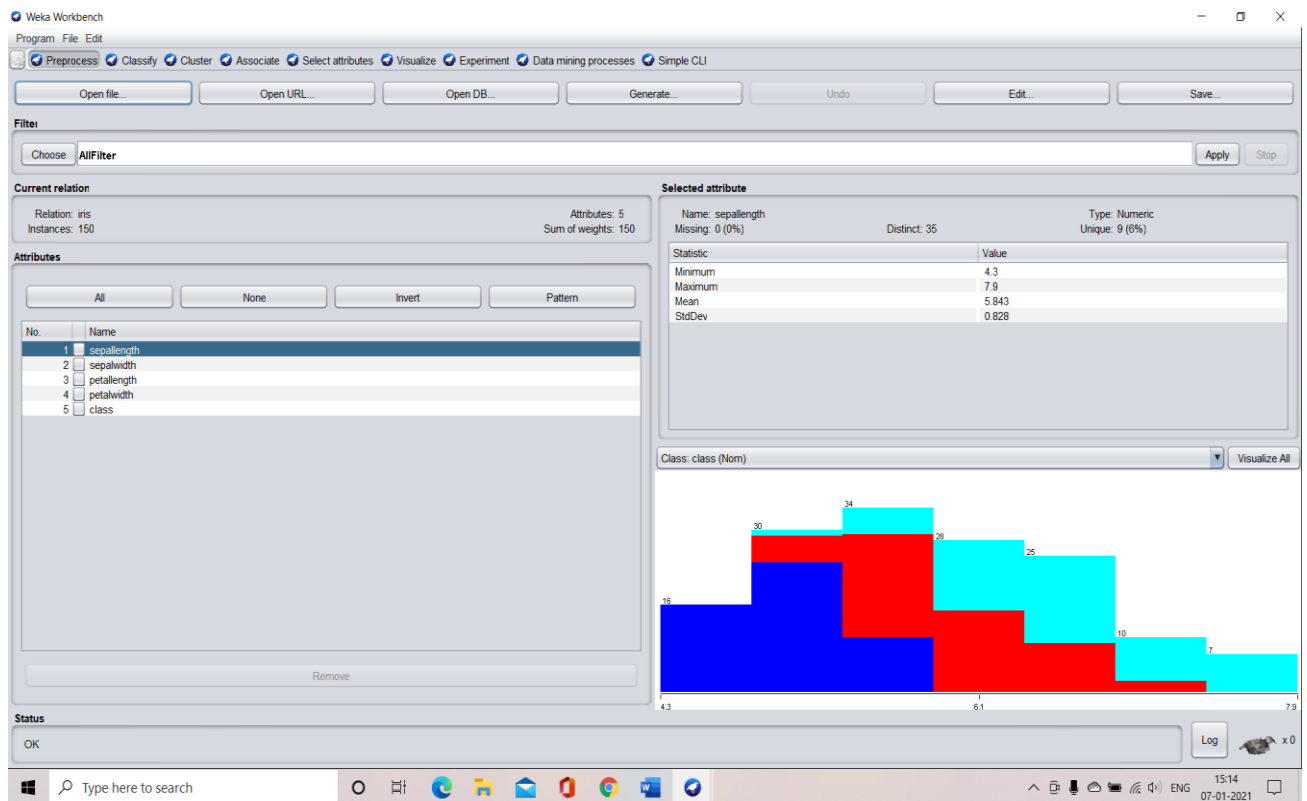 Weka Workbench
Program File Edit
Preprocess Classify Cluster Associate Select attributes Visualize Experiment Data mining processes Simple CLI
Open file... Open URL... Open DB... Generate... Undo Edit... Save...
Filter
Choose AllFilter Apply Stop
Current relation
Relation: iris Attributes: 5
Instances: 150 Sum of weights: 150
Attributes
All None Invert Pattern
No. Name
1 sepallength
2 sepalwidth
3 petallength
4 petalwidth
5 class
Remove
Selected attribute
Name: sepallength Type: Numeric
Missing: 0 (0%) Distinct: 35 Unique: 9 (6%)
Statistic Value
Minimum 4.3
Maximum 7.9
Mean 5.843
StdDev 0.828
Class: class (Nom) Visualize All
16
30
34
28
25
10
7
4.3 6.1 7.9
Status
OK
Log x 0
Type here to search
ENG
15:14
07-01-2021